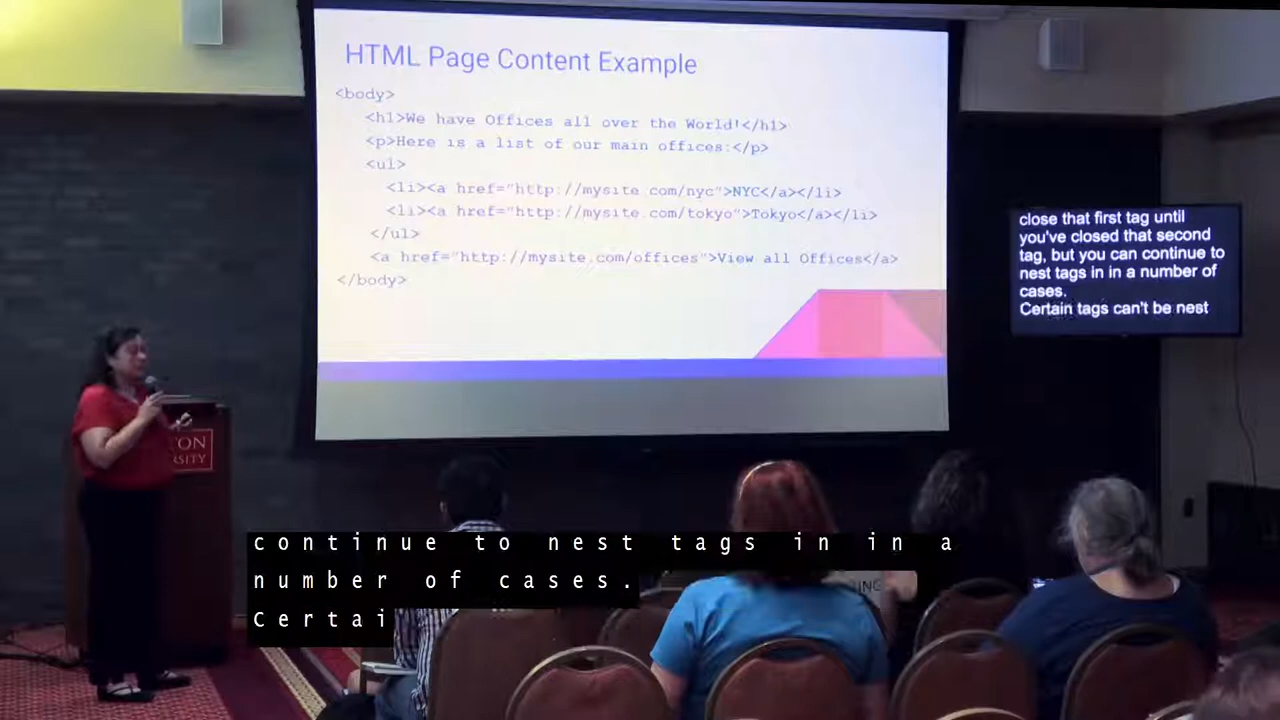 HTML Page Content Example
<body>
<h1>We have Offices all over the World!</h1>
<p>Here is a list of our main offices:</p>
<ul>
<li><a href="http://mysite.com/nyc">NYC</a></li>
<li><a href="http://mysite.com/tokyo">Tokyo</a></li>
</ul>
<a href="http://mysite.com/offices">View all Offices</a>
</body>
close that first tag until
you've closed that second
tag, but you can continue to
nest tags in in a number of
cases.
Certain tags can't be nest
TON
RSITY
continue to nest tags in in a
number of cases.
Certai
ING